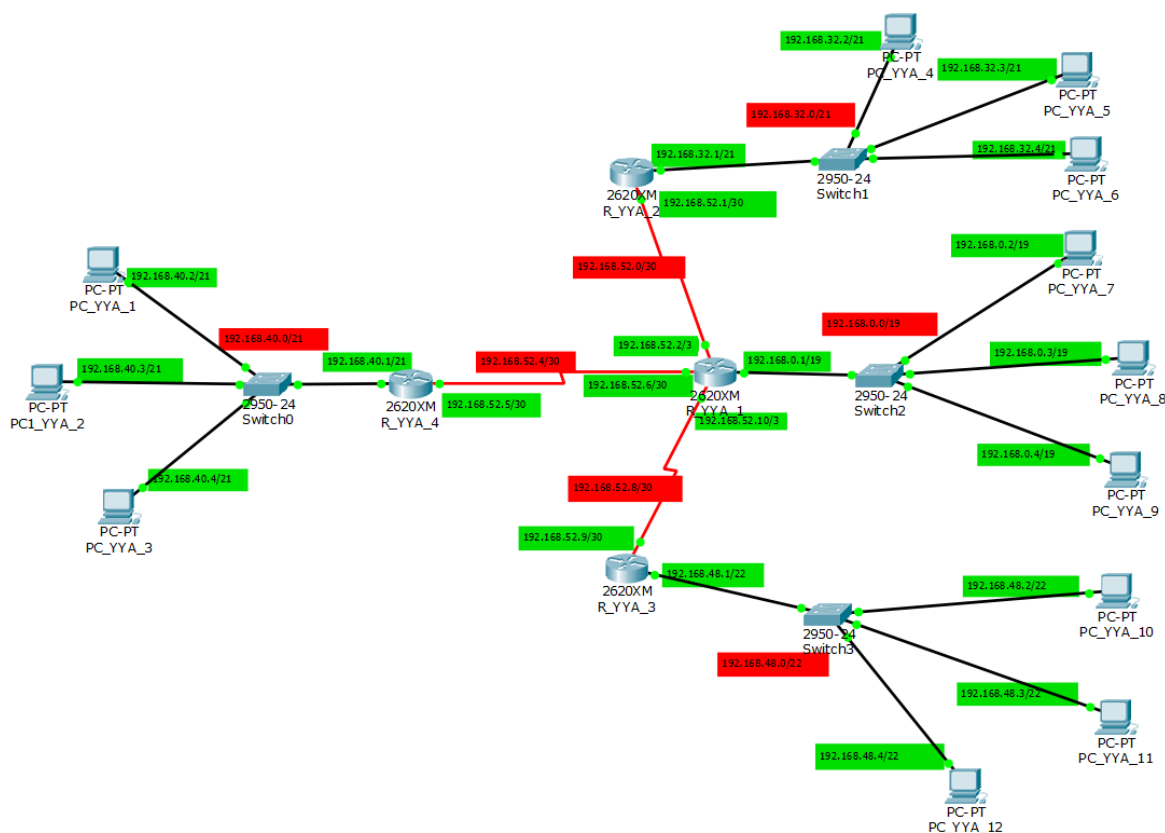 192.168.32.2/21
PC-PT
PC_YYA_4
192.168.32.3/21
PC-PT
PC_YYA_5
192.168.32.0/21
192.168.32.1/21
192.168.32.4/21
2950-24
Switch1
PC-PT
PC_YYA_6
2620XM
R_YYA_2
192.168.52.1/30
192.168.52.0/30
192.168.0.2/19
PC-PT
PC_YYA_7
192.168.40.2/21
PC-PT
PC_YYA_1
192.168.40.0/21
192.168.40.1/21
192.168.52.4/30
192.168.52.2/3
192.168.0.1/19
192.168.0.0/19
192.168.0.3/19
PC-PT
PC_YYA_8
192.168.40.3/21
PC-PT
PC1_YYA_2
2950-24
Switch0
2620XM
R_YYA_4
192.168.52.5/30
192.168.52.6/30
2620XM
R_YYA_1
192.168.52.10/3
2950-24
Switch2
192.168.0.4/19
PC-PT
PC_YYA_9
192.168.40.4/21
PC-PT
PC_YYA_3
192.168.52.8/30
192.168.52.9/30
2620XM
R_YYA_3
192.168.48.1/22
192.168.48.2/22
PC-PT
PC_YYA_10
2950-24
Switch3
192.168.48.0/22
192.168.48.3/22
PC-PT
PC_YYA_11
192.168.48.4/22
PC-PT
PC_YYA_12